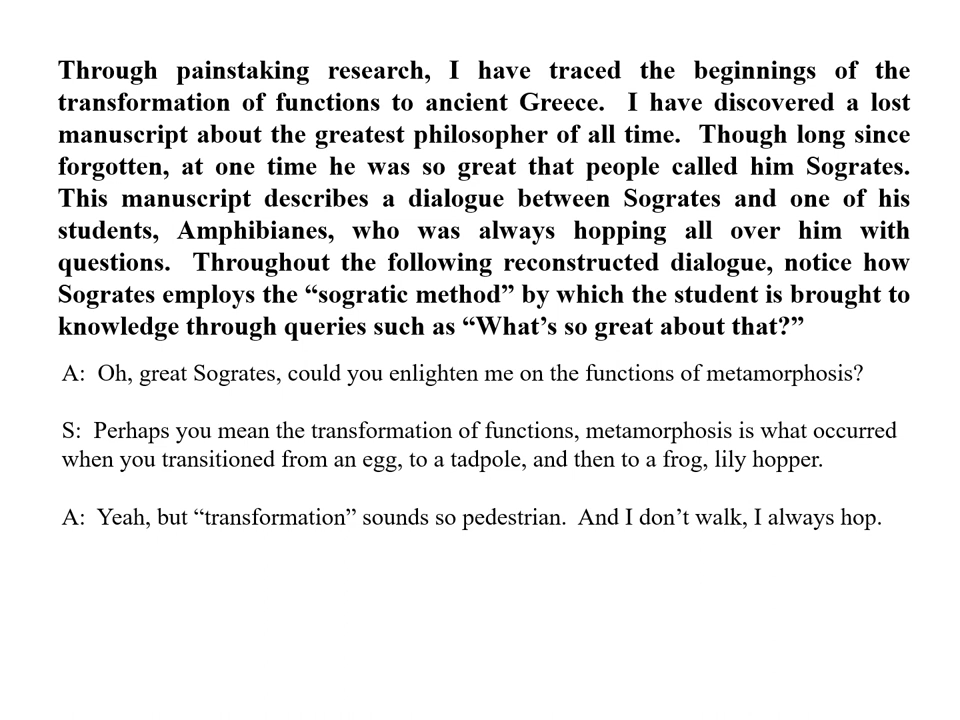 Through painstaking research, I have traced the beginnings of the
transformation of functions to ancient Greece.  I have discovered a lost
manuscript about the greatest philosopher of all time.  Though long since
forgotten, at one time he was so great that people called him Sogrates.
This manuscript describes a dialogue between Sogrates and one of his
students, Amphibianes, who was always hopping all over him with
questions.  Throughout the following reconstructed dialogue, notice how
Sogrates employs the “sogratic method” by which the student is brought to
knowledge through queries such as “What’s so great about that?”
A:  Oh, great Sogrates, could you enlighten me on the functions of metamorphosis?
S:  Perhaps you mean the transformation of functions, metamorphosis is what occurred
when you transitioned from an egg, to a tadpole, and then to a frog, lily hopper.
A:  Yeah, but “transformation” sounds so pedestrian.  And I don’t walk, I always hop.